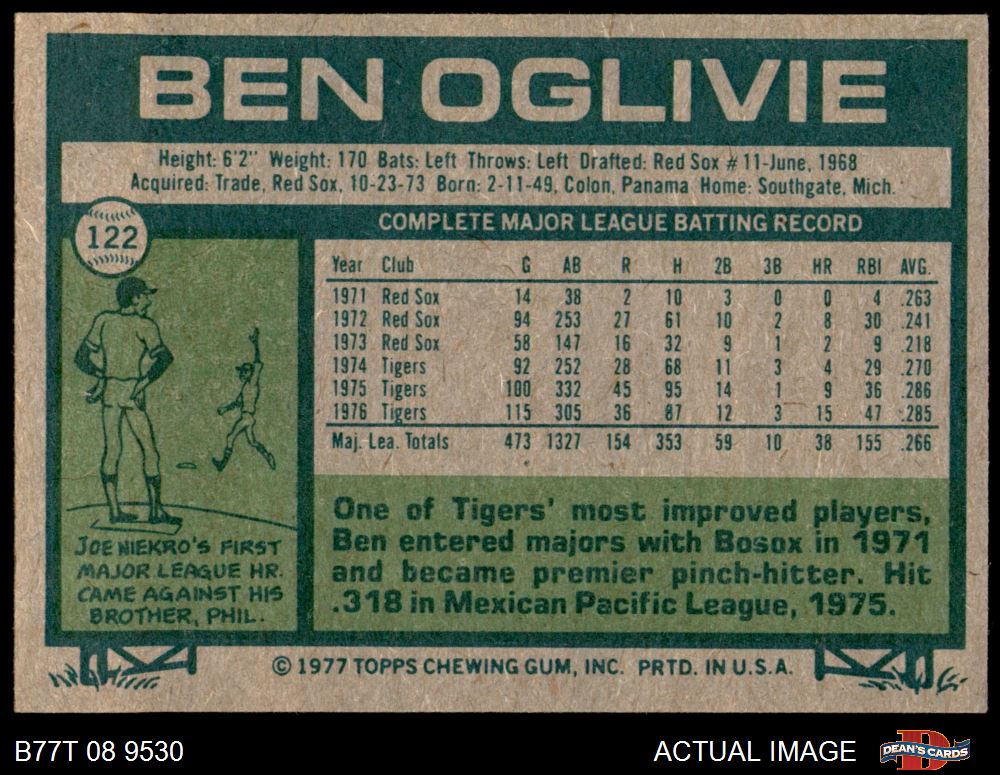 BEN OGLIVIE
Height: 6'2" Weight: 170 Bats: Left Throws: Left Drafted: Red Sox #11-June, 1968
Acquired: Trade, Red Sox, 10-23-73 Born: 2-11-49, Colon, Panama Home: Southgate, Mich.
122
COMPLETE MAJOR LEAGUE BATTING RECORD
Year Club G AB R H 2B 3B HR RBI AVG.
1971 Red Sox 14 38 2 10 3 0 0 4 .263
1972 Red Sox 94 253 27 61 10 2 8 30 .241
1973 Red Sox 58 147 16 32 9 1 2 9 .218
1974 Tigers 92 252 28 68 11 3 4 29 .270
1975 Tigers 100 332 45 95 14 1 9 36 .286
1976 Tigers 115 305 36 87 12 3 15 47 .285
Maj. Lea. Totals 473 1327 154 353 59 10 38 155 .266
JOE NIEKRO'S FIRST
MAJOR LEAGUE HR.
CAME AGAINST HIS
BROTHER, PHIL.
One of Tigers' most improved players,
Ben entered majors with Bosox in 1971
and became premier pinch-hitter. Hit
.318 in Mexican Pacific League, 1975.
© 1977 TOPPS CHEWING GUM, INC. PRTD. IN U.S.A.
B77T 08 9530
ACTUAL IMAGE
D
DEAN'S CARDS